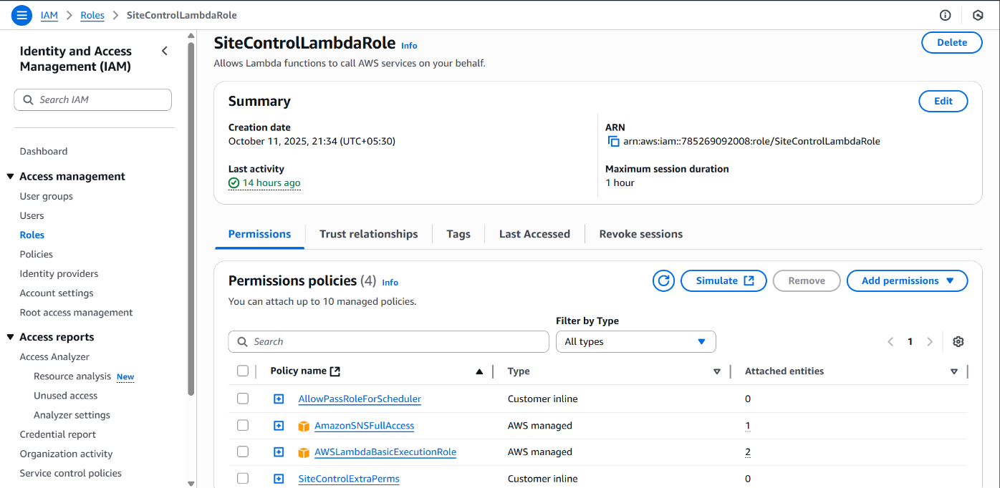 IAM > Roles > SiteControlLambdaRole
Identity and Access
Management (IAM)
Search IAM
Dashboard
Access management
User groups
Users
Roles
Policies
Identity providers
Account settings
Root access management
Access reports
Access Analyzer
Resource analysis New
Unused access
Analyzer settings
Credential report
Organization activity
Service control policies
SiteControlLambdaRole Info
Delete
Allows Lambda functions to call AWS services on your behalf.
Summary
Edit
Creation date
October 11, 2025, 21:34 (UTC+05:30)
Last activity
14 hours ago
ARN
arn:aws:iam::785269092008:role/SiteControlLambdaRole
Maximum session duration
1 hour
Permissions Trust relationships Tags Last Accessed Revoke sessions
Permissions policies (4) Info
Simulate Remove Add permissions
You can attach up to 10 managed policies.
Filter by Type
Search All types 1
Policy name Type Attached entities
AllowPassRoleForScheduler Customer inline 0
AmazonSNSFullAccess AWS managed 1
AWSLambdaBasicExecutionRole AWS managed 2
SiteControlExtraPerms Customer inline 0